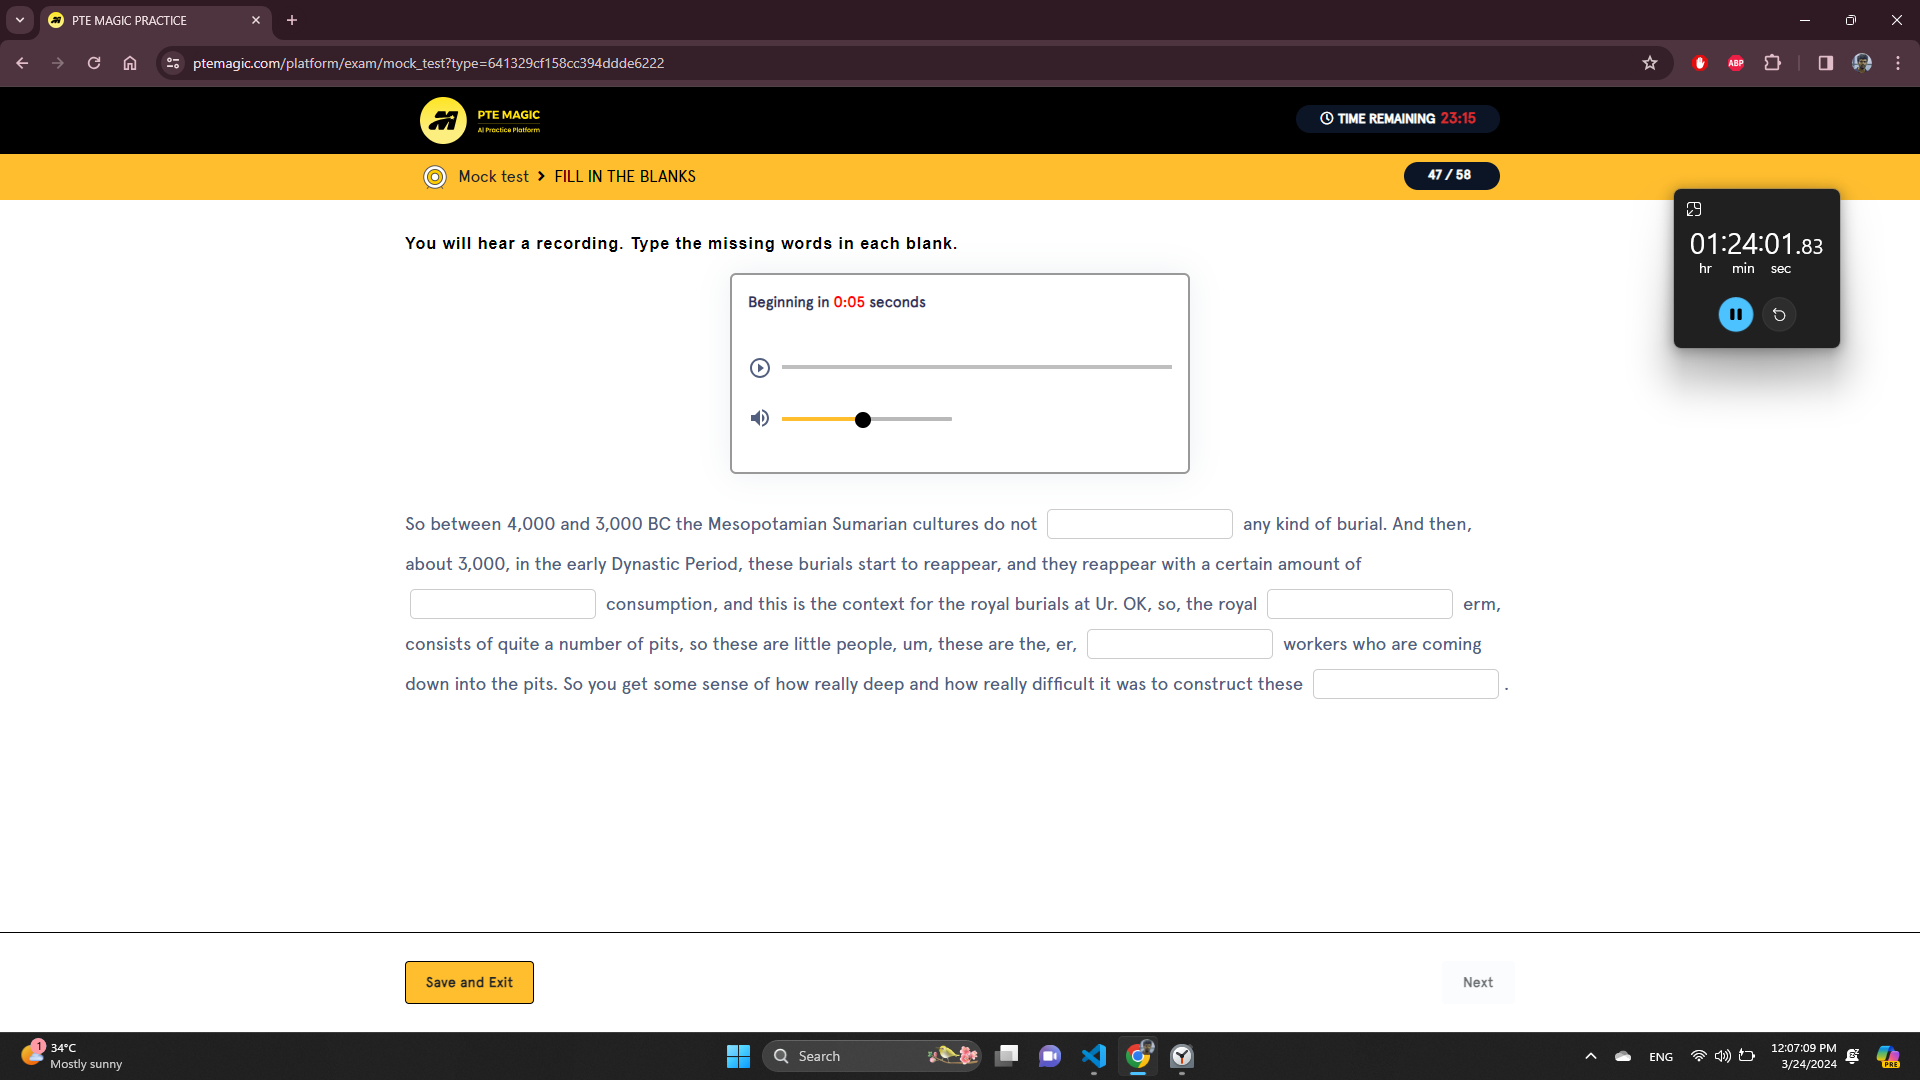 PTE MAGIC PRACTICE
ptemagic.com/platform/exam/mock_test?type=641329cf158cc394ddde6222
ABP
PTE MAGIC
AI Practice Platform
TIME REMAINING 23:15
Mock test > FILL IN THE BLANKS
47 / 58
01:24:01.83
hr min sec
You will hear a recording. Type the missing words in each blank.
Beginning in 0:05 seconds
So between 4,000 and 3,000 BC the Mesopotamian Sumarian cultures do not any kind of burial. And then,
about 3,000, in the early Dynastic Period, these burials start to reappear, and they reappear with a certain amount of
consumption, and this is the context for the royal burials at Ur. OK, so, the royal erm,
consists of quite a number of pits, so these are little people, um, these are the, er, workers who are coming
down into the pits. So you get some sense of how really deep and how really difficult it was to construct these .
Save and Exit
Next
1
34°C
Mostly sunny
Search
ENG
12:07:09 PM
3/24/2024
PRE